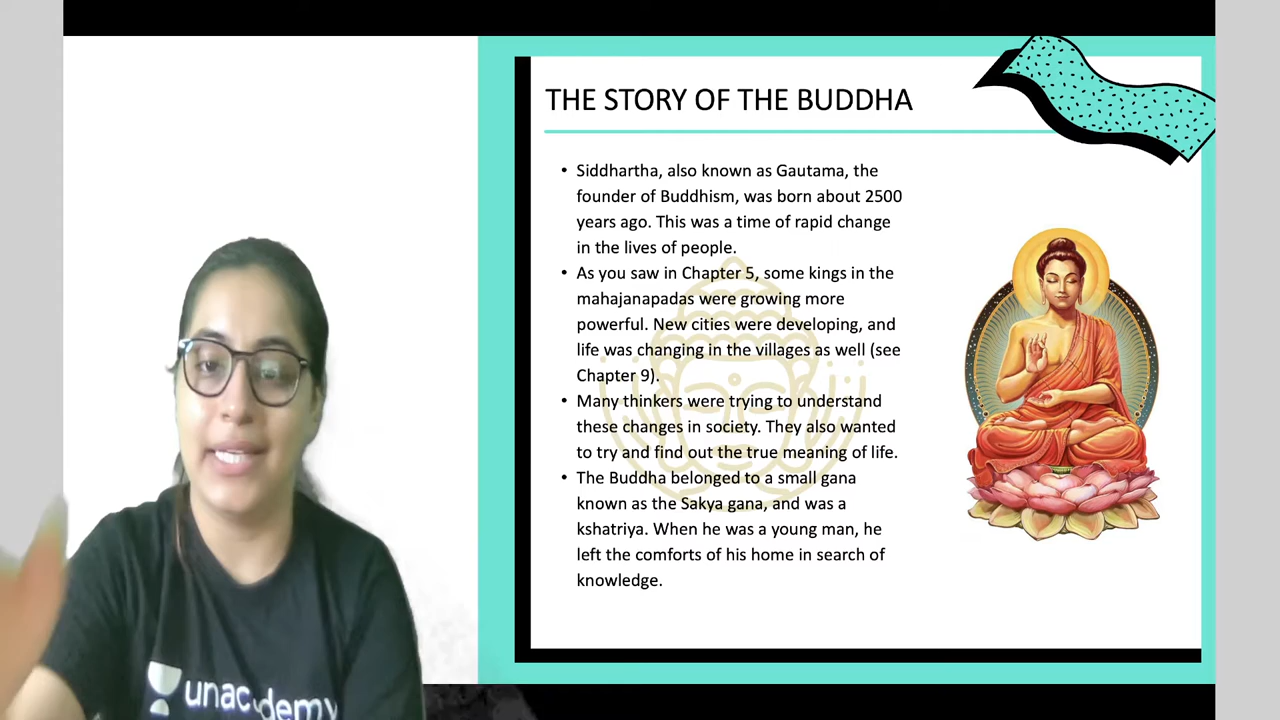 THE STORY OF THE BUDDHA
• Siddhartha, also known as Gautama, the
founder of Buddhism, was born about 2500
years ago. This was a time of rapid change
in the lives of people.
• As you saw in Chapter 5, some kings in the
mahajanapadas were growing more
powerful. New cities were developing, and
life was changing in the villages as well (see
Chapter 9).
• Many thinkers were trying to understand
these changes in society. They also wanted
to try and find out the true meaning of life.
• The Buddha belonged to a small gana
known as the Sakya gana, and was a
kshatriya. When he was a young man, he
left the comforts of his home in search of
knowledge.
unacademy